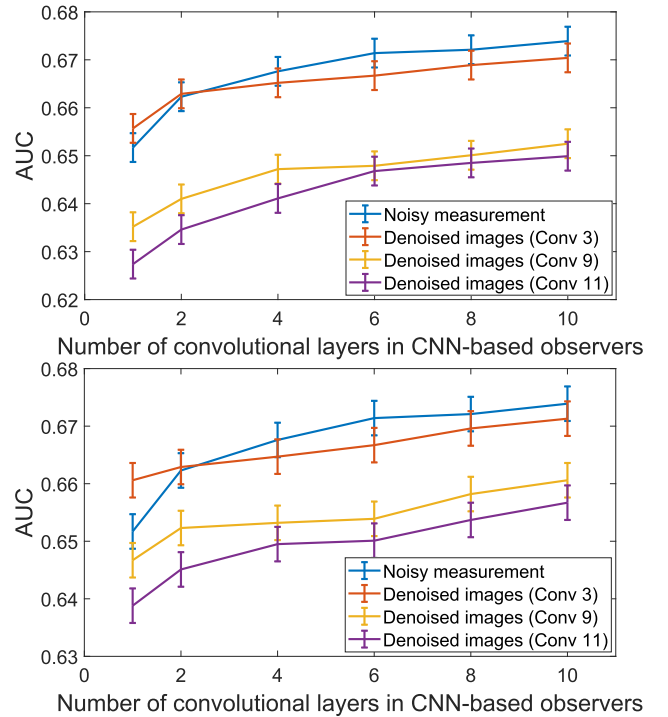 0.68
0.67
0.66
0.65
0.64
0.63
0.62
AUC
Noisy measurement
Denoised images (Conv 3)
Denoised images (Conv 9)
Denoised images (Conv 11)
0 2 4 6 8 10
Number of convolutional layers in CNN-based observers
0.68
0.67
0.66
0.65
0.64
0.63
AUC
Noisy measurement
Denoised images (Conv 3)
Denoised images (Conv 9)
Denoised images (Conv 11)
0 2 4 6 8 10
Number of convolutional layers in CNN-based observers